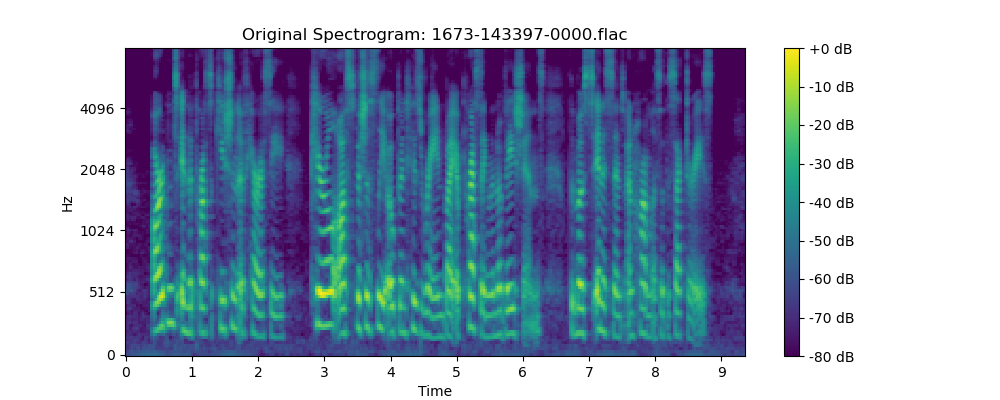 Original Spectrogram: 1673-143397-0000.flac
Hz
4096
2048
1024
512
0
0 1 2 3 4 5 6 7 8 9
Time
+0 dB
-10 dB
-20 dB
-30 dB
-40 dB
-50 dB
-60 dB
-70 dB
-80 dB